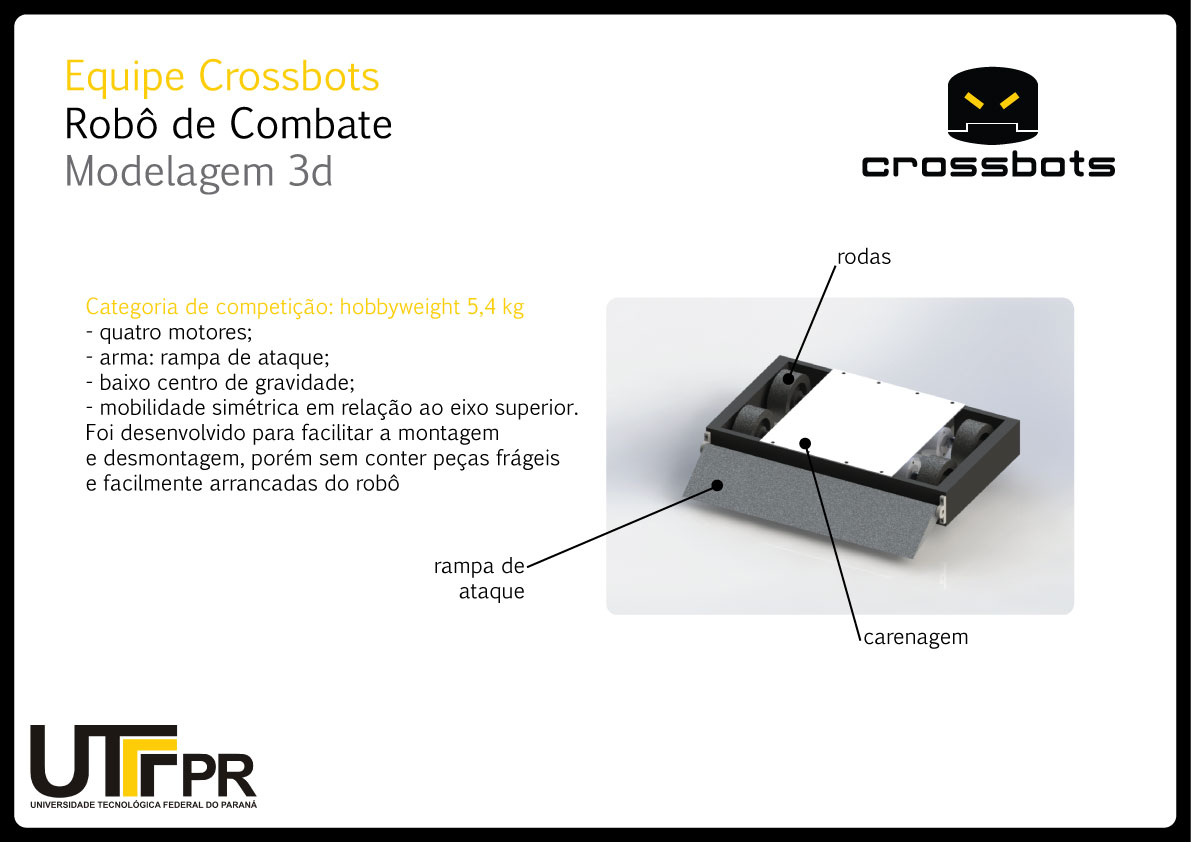 Equipe Crossbots
Robô de Combate
Modelagem 3d
crossbots
rodas
Categoria de competição: hobbyweight 5,4 kg
- quatro motores;
- arma: rampa de ataque;
- baixo centro de gravidade;
- mobilidade simétrica em relação ao eixo superior.
Foi desenvolvido para facilitar a montagem
e desmontagem, porém sem conter peças frágeis
e facilmente arrancadas do robô
rampa de
ataque
carenagem
UTFPR
UNIVERSIDADE TECNOLÓGICA FEDERAL DO PARANÁ